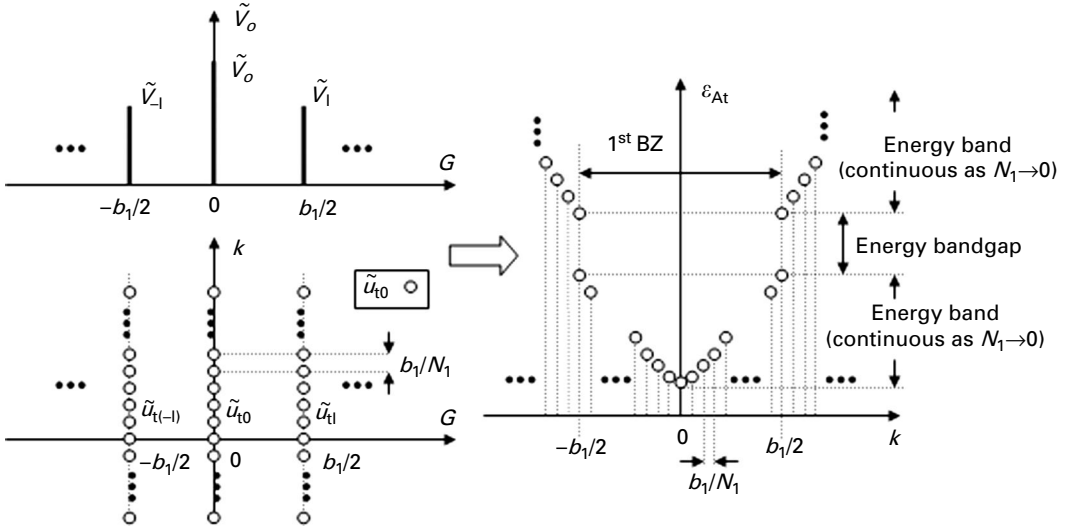 Ṽₒ
Ṽₒ
Ṽ₋ₗ
Ṽₗ
•••
•••
G
−b₁/2
0
b₁/2
k
ũₜ₀
b₁/N₁
•••
•••
ũₜ₍₋ₗ₎
ũₜ₀
ũₜₗ
G
−b₁/2
0
b₁/2
εAt
1st BZ
Energy band
(continuous as N₁→0)
Energy bandgap
Energy band
(continuous as N₁→0)
•••
•••
•••
•••
−b₁/2
0
b₁/2
k
b₁/N₁